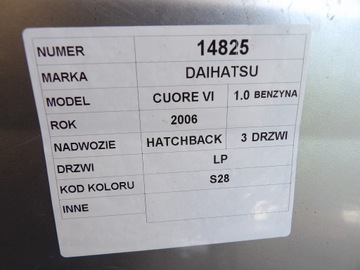 NUMER 14825
MARKA DAIHATSU
MODEL CUORE VI 1.0 BENZYNA
ROK 2006
NADWOZIE HATCHBACK 3 DRZWI
DRZWI LP
KOD KOLORU S28
INNE